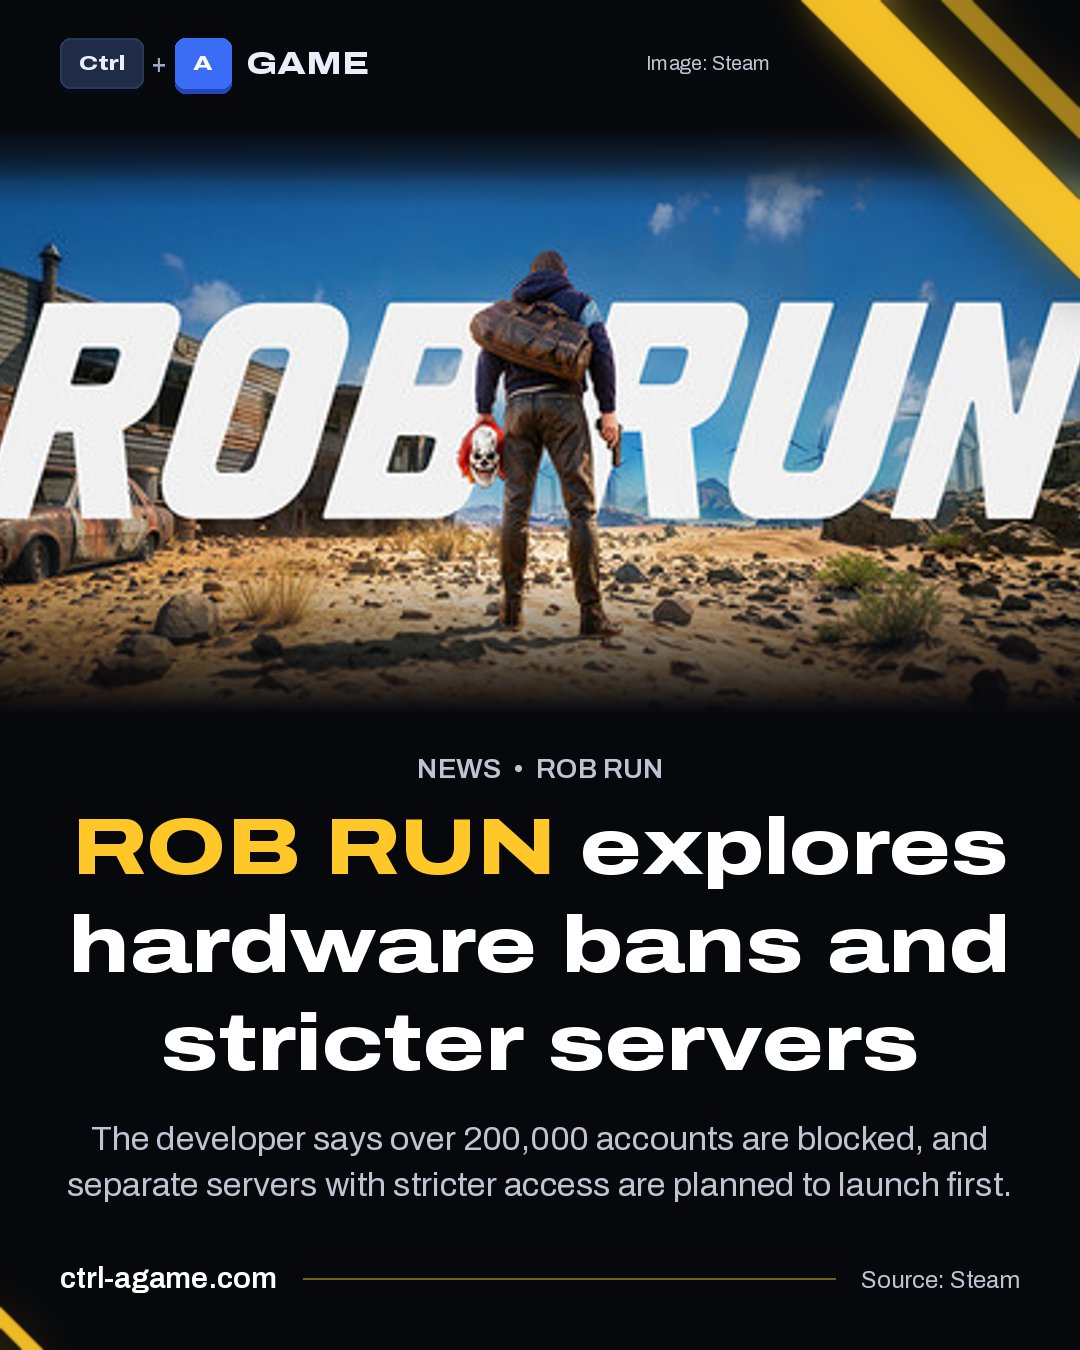 Ctrl + A GAME
Image: Steam
ROB RUN
NEWS • ROB RUN
ROB RUN explores
hardware bans and
stricter servers
The developer says over 200,000 accounts are blocked, and
separate servers with stricter access are planned to launch first.
ctrl-agame.com
Source: Steam